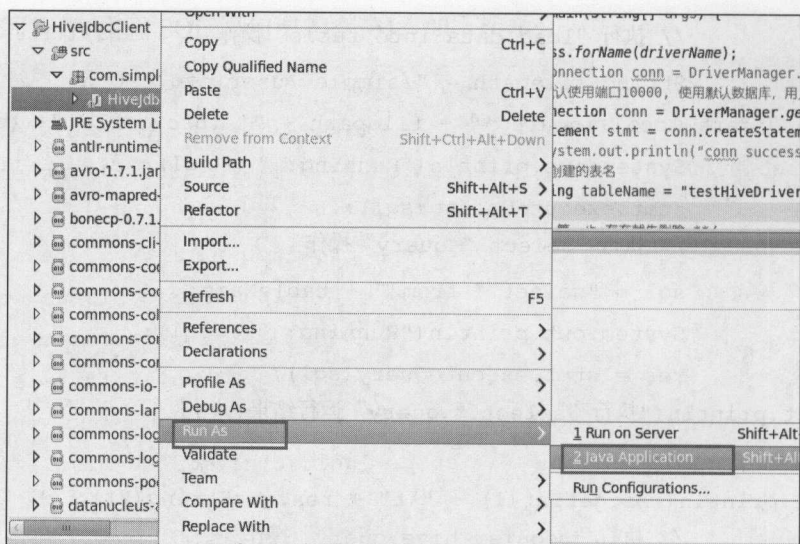 HiveJdbcClient
src
com.simpl
HiveJdb
JRE System Li
antlr-runtime-
avro-1.7.1.jar
avro-mapred-
bonecp-0.7.1.
commons-cli-
commons-coc
commons-co
commons-col
commons-cor
commons-cor
commons-io-
commons-lar
commons-log
commons-log
commons-poo
datanucleus-a
Open With
Copy Ctrl+C
Copy Qualified Name
Paste Ctrl+V
Delete Delete
Remove from Context Shift+Ctrl+Alt+Down
Build Path
Source Shift+Alt+S
Refactor Shift+Alt+T
Import...
Export...
Refresh F5
References
Declarations
Profile As
Debug As
Run As
Validate
Team
Compare With
Replace With
main(String[] args) {
ss.forName(driverName);
onnection conn = DriverManager.
认使用端口10000, 使用默认数据库, 用户
nection conn = DriverManager.ge
tement stmt = conn.createStatem
ystem.out.println("conn success
创建的表名
ing tableName = "testHiveDriver
1 Run on Server Shift+Alt
2 Java Application Shift+Al
Run Configurations...